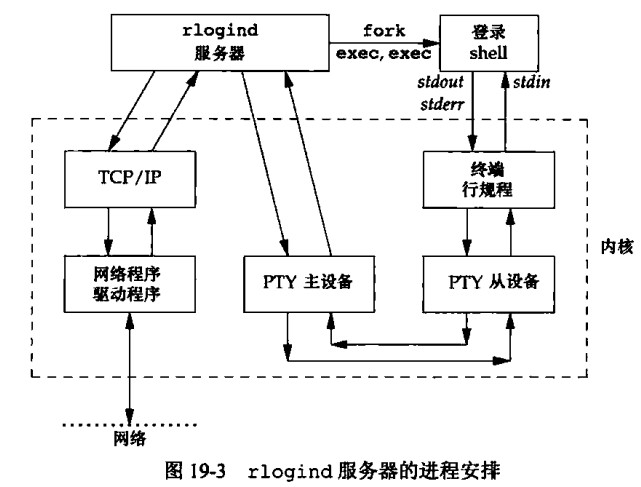 rlogind
服务器
fork
exec, exec
登录
shell
stdout
stderr
stdin
TCP/IP
终端
行规程
内核
网络程序
驱动程序
PTY 主设备
PTY 从设备
网络
图 19-3 rlogind 服务器的进程安排